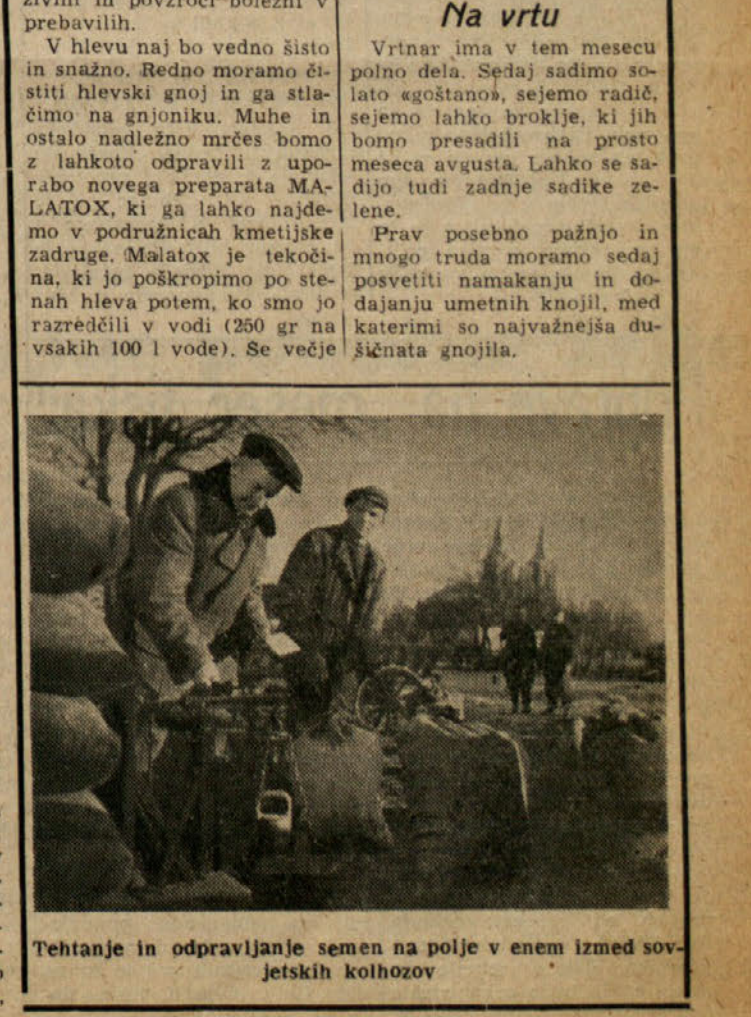 živini in povzroči bolezni v
prebavilih.
V hlevu naj bo vedno šisto
in snažno. Redno moramo či-
stiti hlevski gnoj in ga stla-
čimo na gnjoniku. Muhe in
ostalo nadležno mrčes bomo
z lahkoto odpravili z upo-
rabo novega preparata MA-
LATOX, ki ga lahko najde-
mo v podružnicah kmetijske
zadruge. Malatox je tekoči-
na, ki jo poškropimo po ste-
nah hleva potem, ko smo jo
razredčili v vodi (250 gr na
vsakih 100 l vode). Se večje
Na vrtu
Vrtnar ima v tem mesecu
polno dela. Sedaj sadimo so-
lato «goštano», sejemo radič,
sejemo lahko broklje, ki jih
bomo presadili na prosto
meseca avgusta. Lahko se sa-
dijo tudi zadnje sadike ze-
lene.
Prav posebno pažnjo in
mnogo truda moramo sedaj
posvetiti namakanju in do-
dajanju umetnih knojil, med
katerimi so najvažnejša du-
šičnata gnojila.
Tehtanje in odpravljanje semen na polje v enem izmed sov-
jetskih kolhozov